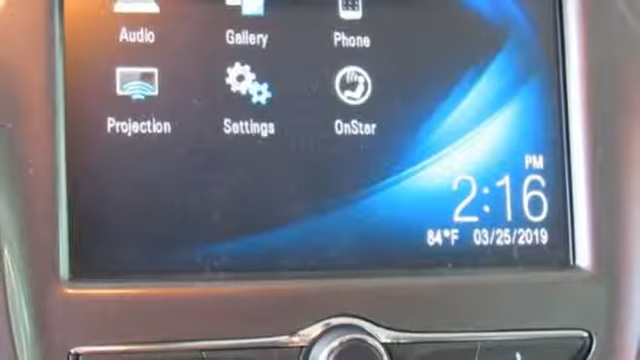 Audio Gallery Phone
Projection Settings OnStar
PM
2:16
84°F 03/25/2019